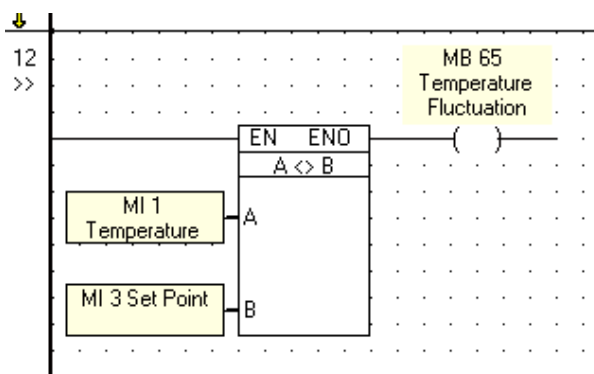 12
>>
MB 65
Temperature
Fluctuation
EN ENO
A <> B
MI 1
Temperature
A
MI 3 Set Point
B